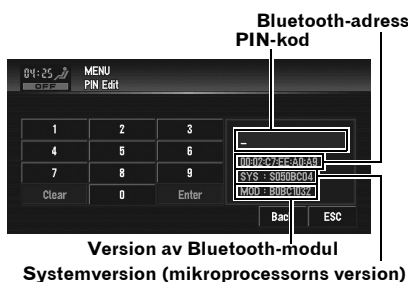 Bluetooth-adress
PIN-kod
04:25 MENU
OFF PIN Edit
1 2 3
4 5 6
7 8 9
Clear 0 Enter
00:02:C7:EE:A0:A9
SYS : S050BC04
MOD : B0BC103Z
Back ESC
Version av Bluetooth-modul
Systemversion (mikroprocessorns version)